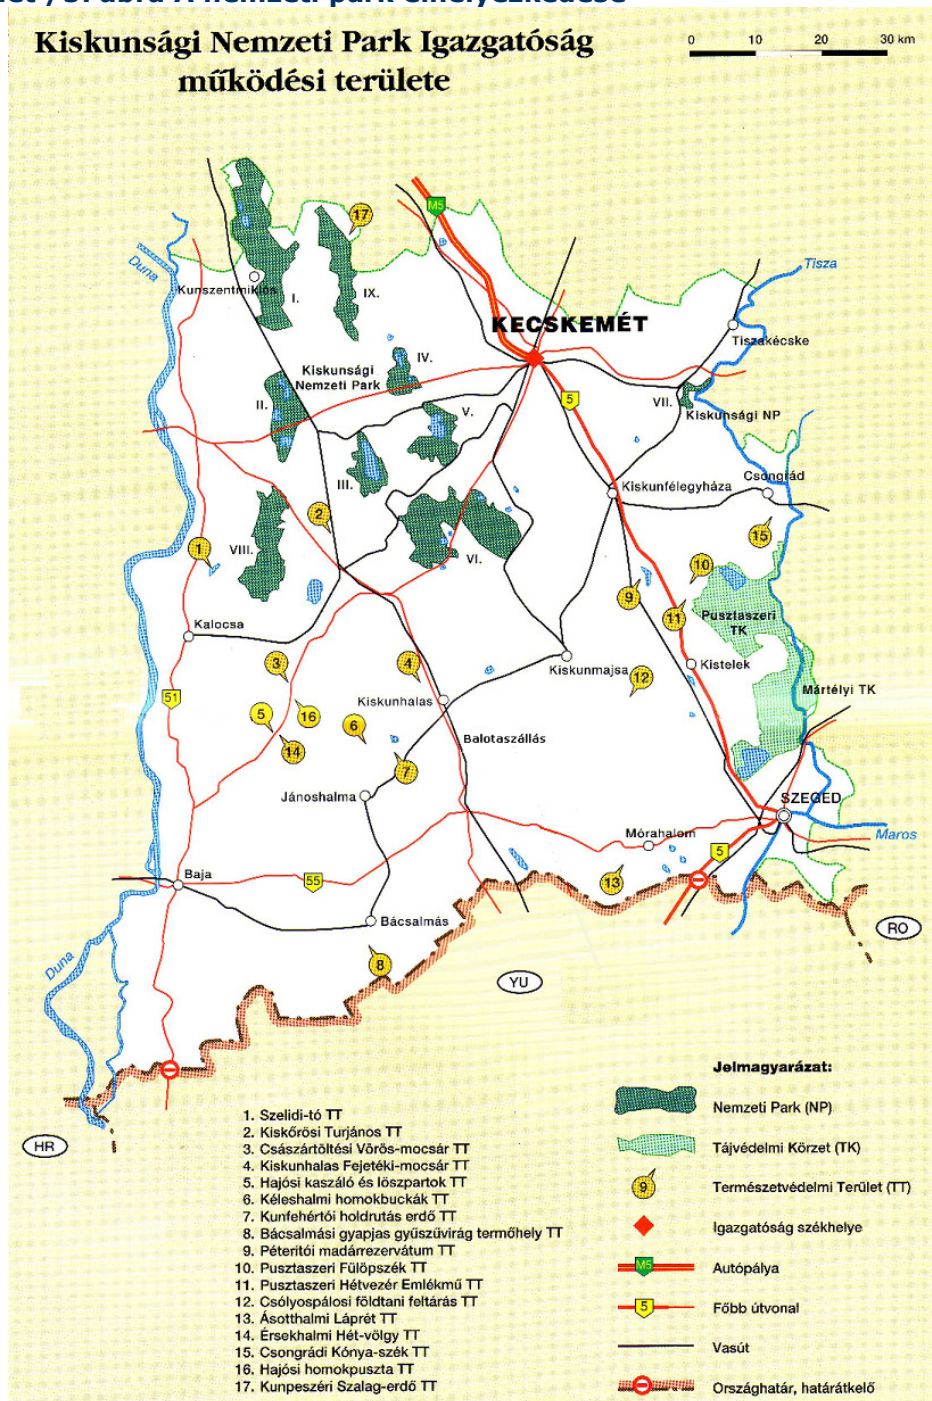 Kiskunsági Nemzeti Park Igazgatóság
működési területe
0 10 20 30 km
17
M5
Duna
Tisza
Kunszentmiklós
I.
IX.
KECSKEMÉT
Tiszakécske
Kiskunsági
Nemzeti Park
IV.
II.
V.
5
VII.
Kiskunsági NP
III.
Csongrád
Kiskunfélegyháza
2
1
VIII.
VI.
15
10
9
11
Pusztaszeri
TK
Kalocsa
3
4
Kiskunmajsa
12
Kistelek
Mártélyi TK
51
Kiskunhalas
5
16
6
14
Balotaszállás
7
Jánoshalma
SZEGED
Mórahalom
Maros
5
Baja
55
13
Bácsalmás
RO
8
Duna
YU
HR
1. Szelidi-tó TT
2. Kiskőrösi Turjános TT
3. Császártöltési Vörös-mocsár TT
4. Kiskunhalas Fejetéki-mocsár TT
5. Hajósi kaszáló és löszpartok TT
6. Kéleshalmi homokbuckák TT
7. Kunfehértói holdrutás erdő TT
8. Bácsalmási gyapjas gyűszűvirág termőhely TT
9. Péteritói madárrezervátum TT
10. Pusztaszeri Fülöpszék TT
11. Pusztaszeri Hétvezér Emlékmű TT
12. Csólyospálosi földtani feltárás TT
13. Ásotthalmi Láprét TT
14. Érsekhalmi Hét-völgy TT
15. Csongrádi Kónya-szék TT
16. Hajósi homokpuszta TT
17. Kunpeszéri Szalag-erdő TT
Jelmagyarázat:
Nemzeti Park (NP)
Tájvédelmi Körzet (TK)
9 Természetvédelmi Terület (TT)
Igazgatóság székhelye
M5 Autópálya
5 Főbb útvonal
Vasút
Országhatár, határátkelő